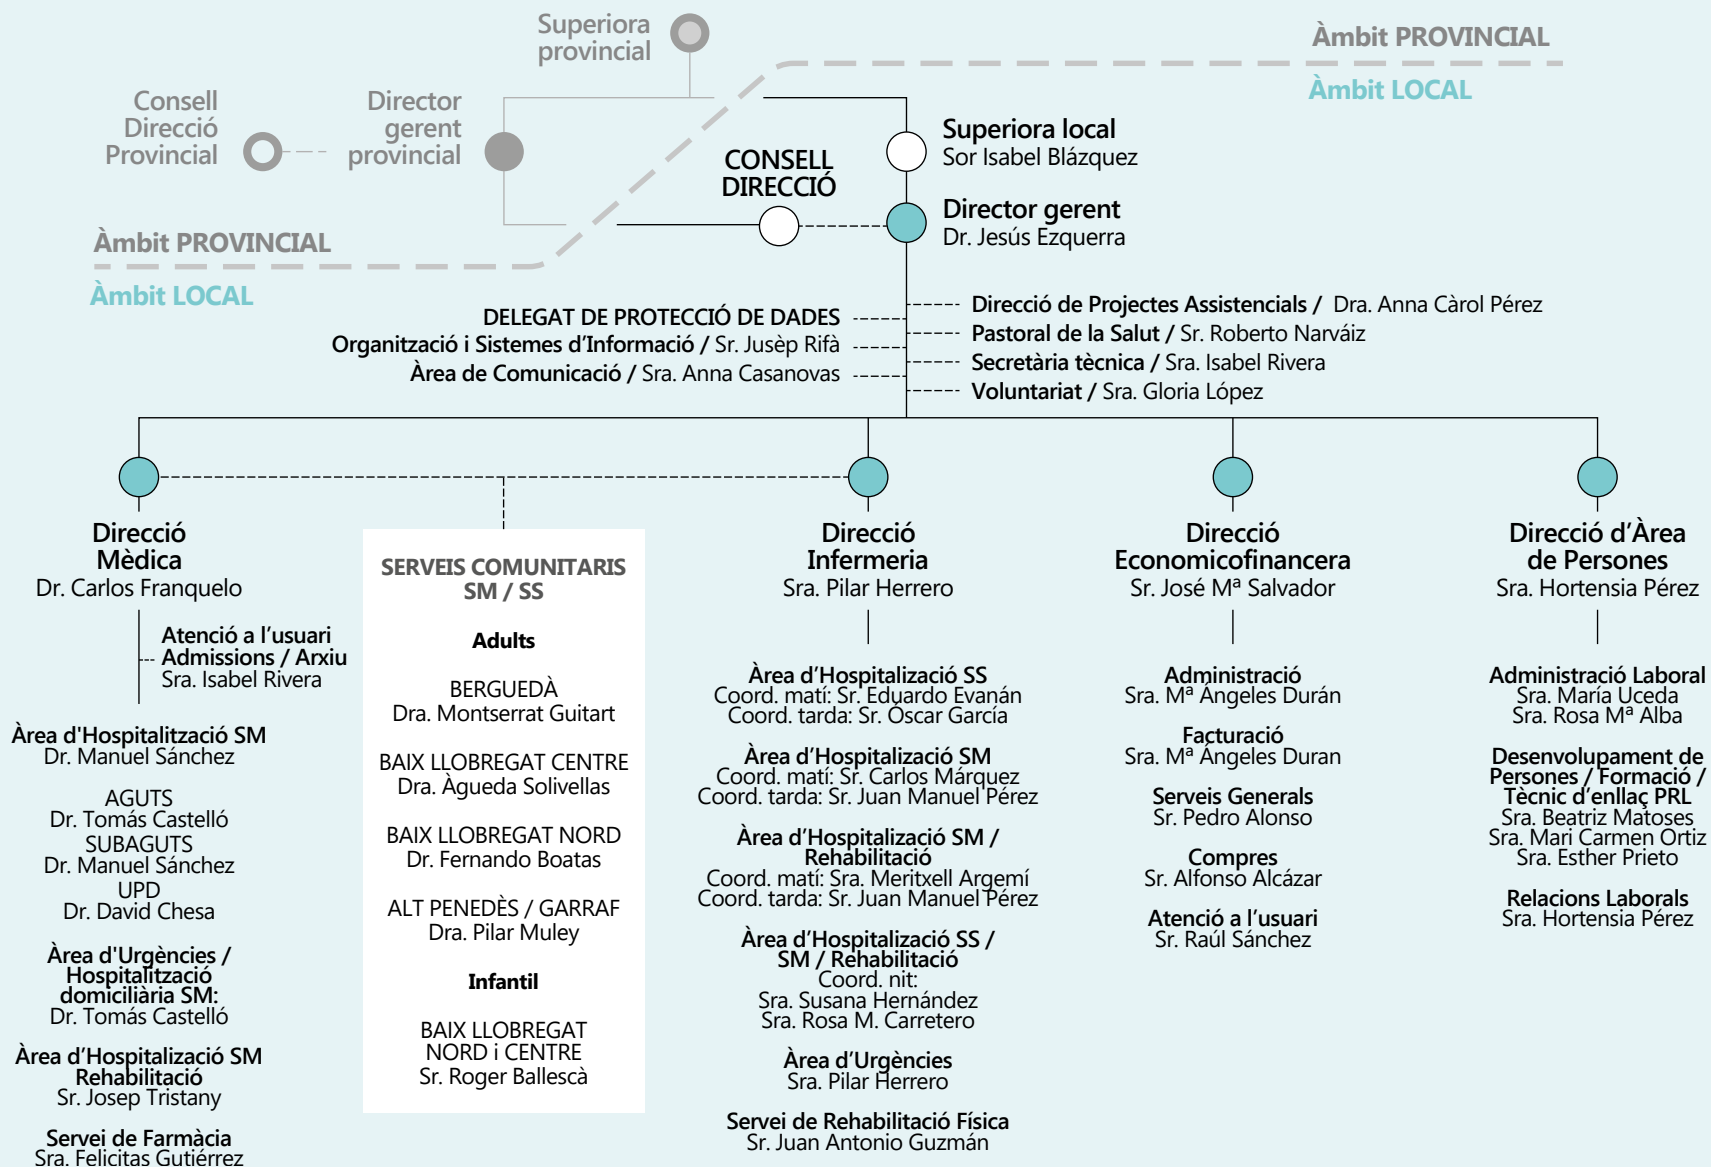 Superiora
provincial
Àmbit PROVINCIAL
Àmbit LOCAL
Consell
Direcció
Provincial
Director
gerent
provincial
CONSELL
DIRECCIÓ
Superiora local
Sor Isabel Blázquez
Director gerent
Dr. Jesús Ezquerra
Àmbit PROVINCIAL
Àmbit LOCAL
DELEGAT DE PROTECCIÓ DE DADES
Organització i Sistemes d'Informació / Sr. Jusèp Rifà
Àrea de Comunicació / Sra. Anna Casanovas
Direcció de Projectes Assistencials / Dra. Anna Càrol Pérez
Pastoral de la Salut / Sr. Roberto Narváiz
Secretària tècnica / Sra. Isabel Rivera
Voluntariat / Sra. Gloria López
Direcció
Mèdica
Dr. Carlos Franquelo
Atenció a l'usuari
Admissions / Arxiu
Sra. Isabel Rivera
Àrea d'Hospitalització SM
Dr. Manuel Sánchez
AGUTS
Dr. Tomás Castelló
SUBAGUTS
Dr. Manuel Sánchez
UPD
Dr. David Chesa
Àrea d'Urgències /
Hospitalització
domiciliària SM:
Dr. Tomás Castelló
Àrea d'Hospitalizació SM
Rehabilitació
Sr. Josep Tristany
Servei de Farmàcia
Sra. Felicitas Gutiérrez
SERVEIS COMUNITARIS
SM / SS
Adults
BERGUEDÀ
Dra. Montserrat Guitart
BAIX LLOBREGAT CENTRE
Dra. Àgueda Solivellas
BAIX LLOBREGAT NORD
Dr. Fernando Boatas
ALT PENEDÈS / GARRAF
Dra. Pilar Muley
Infantil
BAIX LLOBREGAT
NORD i CENTRE
Sr. Roger Ballescà
Direcció
Infermeria
Sra. Pilar Herrero
Àrea d'Hospitalizació SS
Coord. matí: Sr. Eduardo Evanán
Coord. tarda: Sr. Óscar García
Àrea d'Hospitalizació SM
Coord. matí: Sr. Carlos Márquez
Coord. tarda: Sr. Juan Manuel Pérez
Àrea d'Hospitalizació SM /
Rehabilitació
Coord. matí: Sra. Meritxell Argemí
Coord. tarda: Sr. Juan Manuel Pérez
Àrea d'Hospitalizació SS /
SM / Rehabilitació
Coord. nit:
Sra. Susana Hernández
Sra. Rosa M. Carretero
Àrea d'Urgències
Sra. Pilar Herrero
Servei de Rehabilitació Física
Sr. Juan Antonio Guzmán
Direcció
Economicofinancera
Sr. José Mª Salvador
Administració
Sra. Mª Ángeles Durán
Facturació
Sra. Mª Ángeles Duran
Serveis Generals
Sr. Pedro Alonso
Compres
Sr. Alfonso Alcázar
Atenció a l'usuari
Sr. Raúl Sánchez
Direcció d'Àrea
de Persones
Sra. Hortensia Pérez
Administració Laboral
Sra. María Uceda
Sra. Rosa Mª Alba
Desenvolupament de
Persones / Formació /
Tècnic d'enllaç PRL
Sra. Beatriz Matoses
Sra. Mari Carmen Ortiz
Sra. Esther Prieto
Relacions Laborals
Sra. Hortensia Pérez